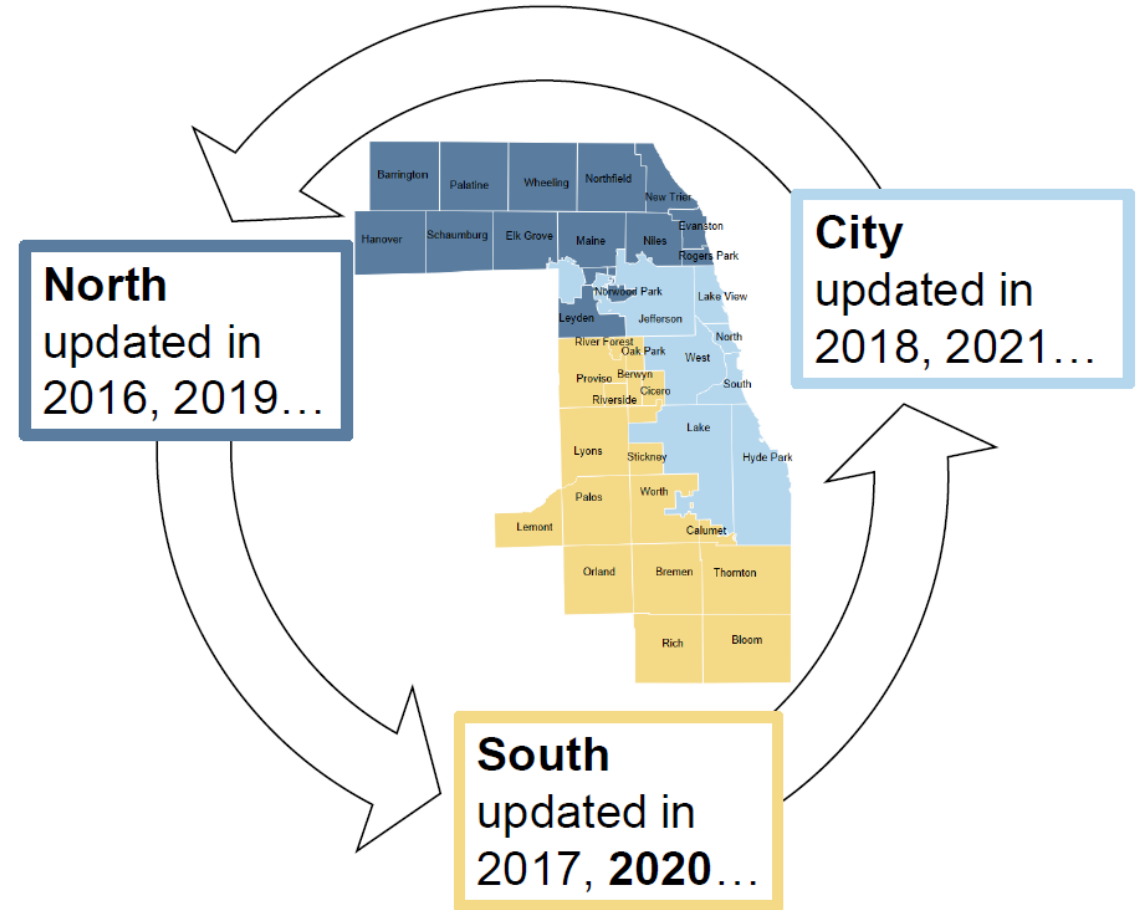 Barrington
Palatine
Wheeling
Northfield
New Trier
Hanover
Schaumburg
Elk Grove
Maine
Niles
Evanston
Rogers Park
City
updated in
2018, 2021…
North
updated in
2016, 2019…
Norwood Park
Lake View
Leyden
Jefferson
River Forest
Oak Park
West
North
Proviso
Berwyn
Cicero
South
Riverside
Lake
Lyons
Stickney
Hyde Park
Palos
Worth
Lemont
Calumet
Orland
Bremen
Thornton
Rich
Bloom
South
updated in
2017, 2020…